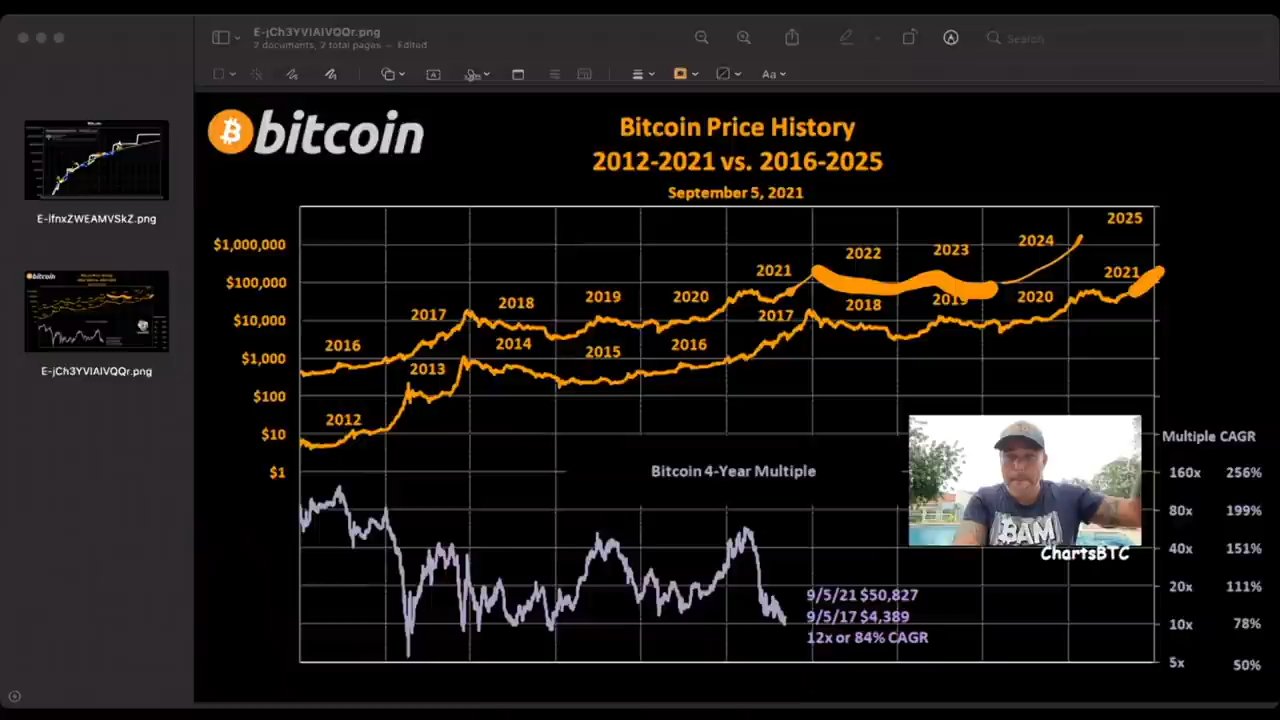 E-jCh3YVIAIVQQr.png
2 documents, 2 total pages – Edited
Search
Aa
E-ifnxZWEAMVSkZ.png
E-jCh3YVIAIVQQr.png
bitcoin
Bitcoin Price History
2012-2021 vs. 2016-2025
September 5, 2021
$1,000,000
$100,000
$10,000
$1,000
$100
$10
$1
2016
2017
2018
2019
2020
2021
2022
2023
2024
2025
2012
2013
2014
2015
2016
2017
2018
2019
2020
2021
Bitcoin 4-Year Multiple
9/5/21 $50,827
9/5/17 $4,389
12x or 84% CAGR
BAM
ChartsBTC
Multiple CAGR
160x 256%
80x 199%
40x 151%
20x 111%
10x 78%
5x 50%